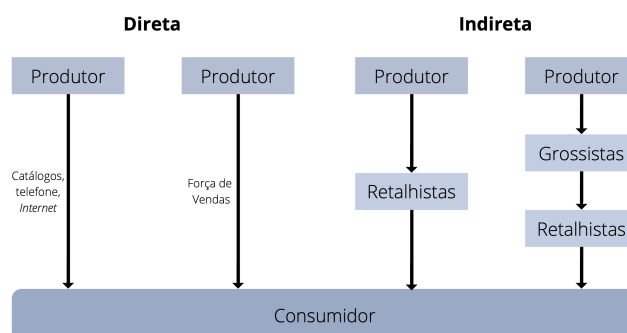 Direta
Indireta
Produtor
Produtor
Produtor
Produtor
Catálogos,
telefone,
Internet
Força de
Vendas
Retalhistas
Grossistas
Retalhistas
Consumidor